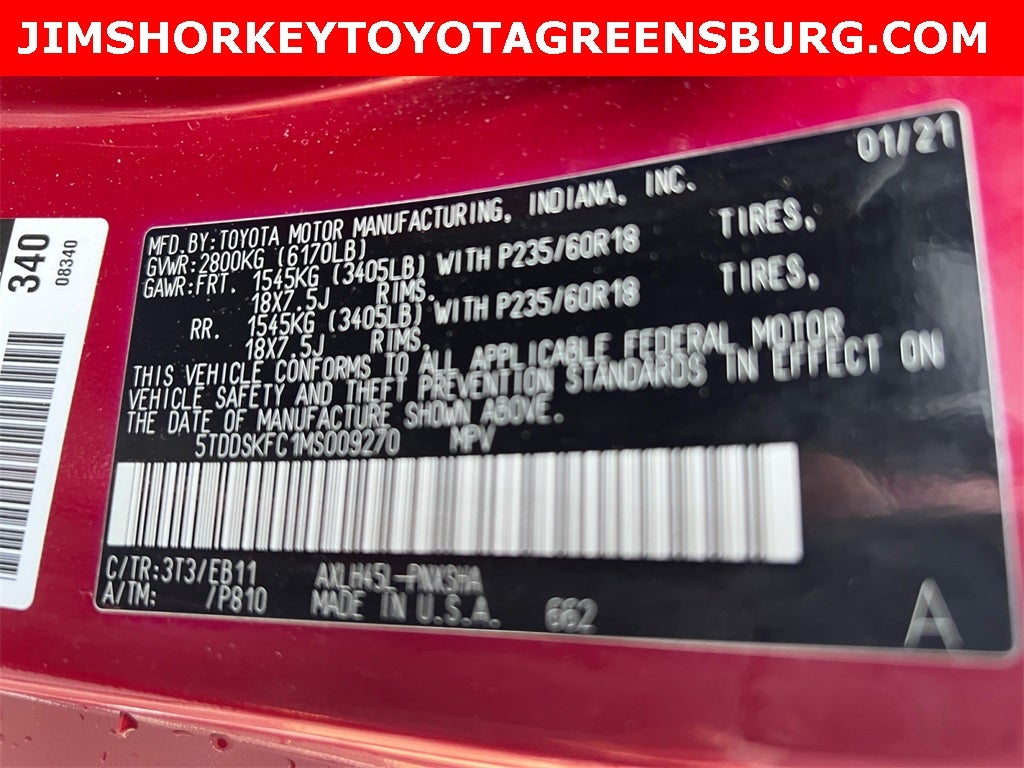 JIMSHORKEYTOYOTAGREENSBURG.COM
340
08340
01/21
MFD.BY:TOYOTA MOTOR MANUFACTURING, INDIANA, INC.
GVWR:2800KG (6170LB)
GAWR:FRT. 1545KG (3405LB) WITH P235/60R18 TIRES,
18X7.5J RIMS.
RR. 1545KG (3405LB) WITH P235/60R18 TIRES,
18X7.5J RIMS.
THIS VEHICLE CONFORMS TO ALL APPLICABLE FEDERAL MOTOR
VEHICLE SAFETY AND THEFT PREVENTION STANDARDS IN EFFECT ON
THE DATE OF MANUFACTURE SHOWN ABOVE.
5TDDSKFC1MS009270 MPV
C/TR:3T3/EB11 AXLH45L-PNXSHA
A/TM: /P810 MADE IN U.S.A. 662
A